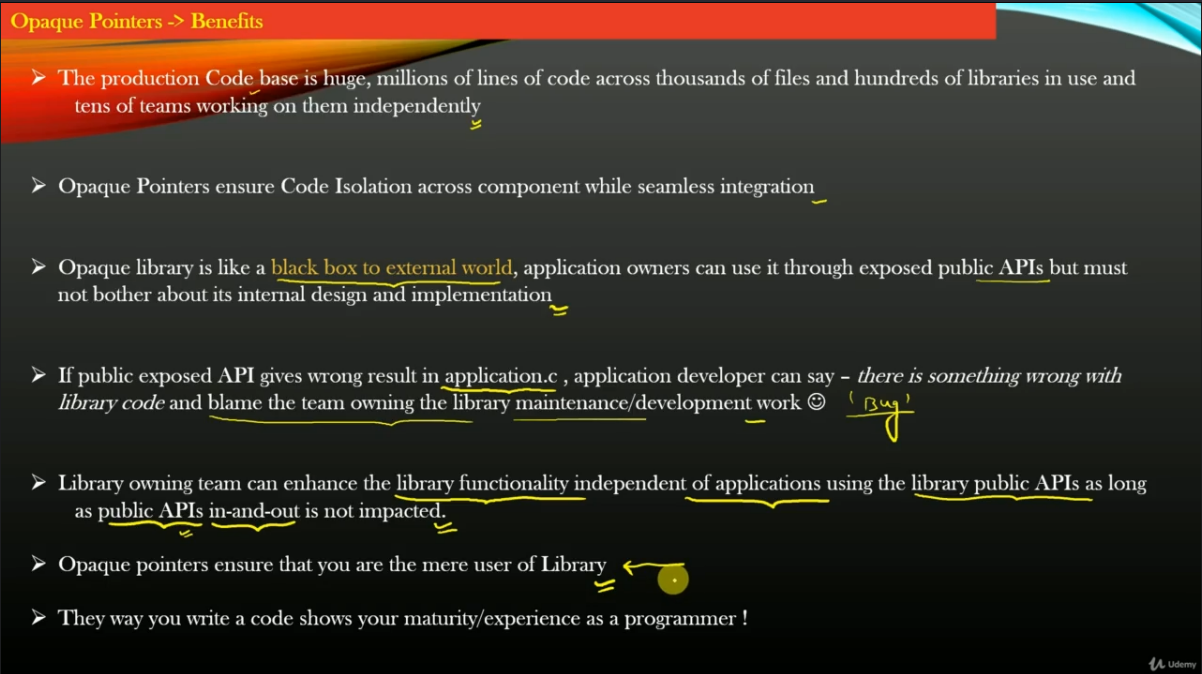 Opaque Pointers -> Benefits
➤ The production Code base is huge, millions of lines of code across thousands of files and hundreds of libraries in use and
tens of teams working on them independently
➤ Opaque Pointers ensure Code Isolation across component while seamless integration
➤ Opaque library is like a black box to external world, application owners can use it through exposed public APIs but must
not bother about its internal design and implementation
➤ If public exposed API gives wrong result in application.c , application developer can say – there is something wrong with
library code and blame the team owning the library maintenance/development work ☺ 'Bug'
➤ Library owning team can enhance the library functionality independent of applications using the library public APIs as long
as public APIs in-and-out is not impacted.
➤ Opaque pointers ensure that you are the mere user of Library
➤ They way you write a code shows your maturity/experience as a programmer !
Udemy